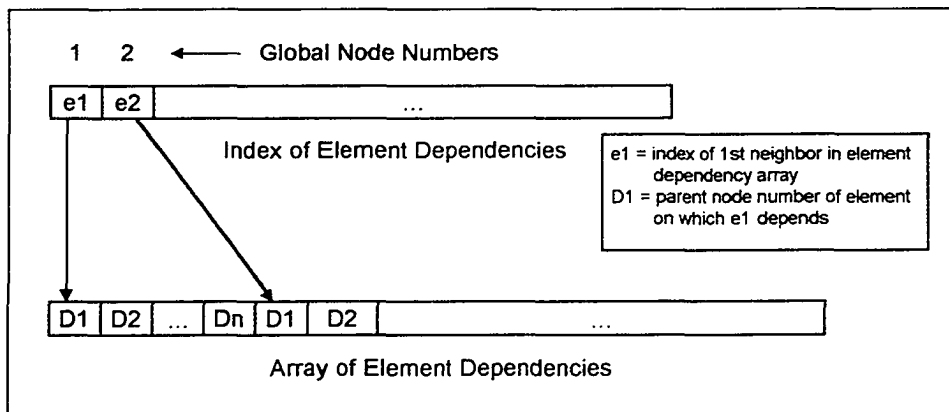 1 2 Global Node Numbers
e1 e2 ...
Index of Element Dependencies
e1 = index of 1st neighbor in element
dependency array
D1 = parent node number of element
on which e1 depends
D1 D2 ... Dn D1 D2 ...
Array of Element Dependencies